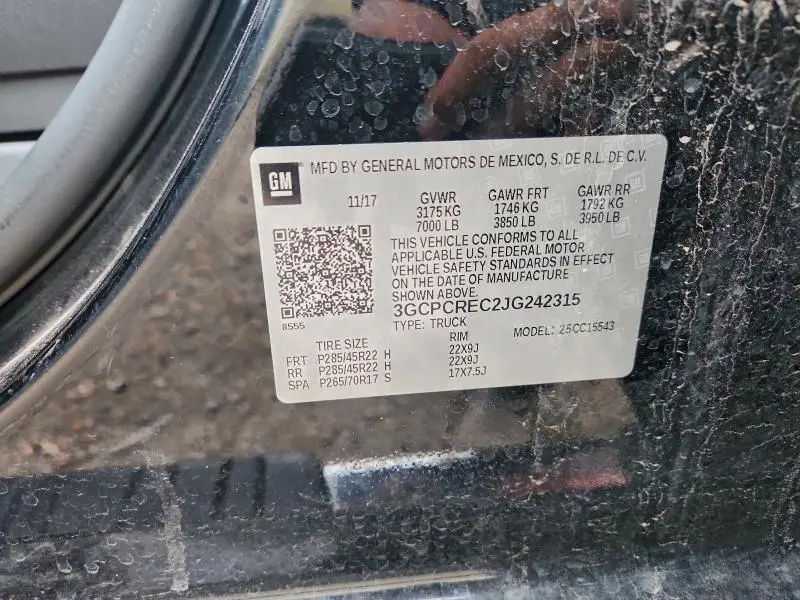 GM
MFD BY GENERAL MOTORS DE MEXICO, S. DE R.L. DE C.V.
11/17 GVWR GAWR FRT GAWR RR
3175 KG 1746 KG 1792 KG
7000 LB 3850 LB 3950 LB
THIS VEHICLE CONFORMS TO ALL
APPLICABLE U.S. FEDERAL MOTOR
VEHICLE SAFETY STANDARDS IN EFFECT
ON THE DATE OF MANUFACTURE
SHOWN ABOVE.
3GCPCREC2JG242315
8555
TYPE: TRUCK MODEL: 25CC15543
TIRE SIZE RIM
FRT P285/45R22 H 22X9J
RR P285/45R22 H 22X9J
SPA P265/70R17 S 17X7.5J